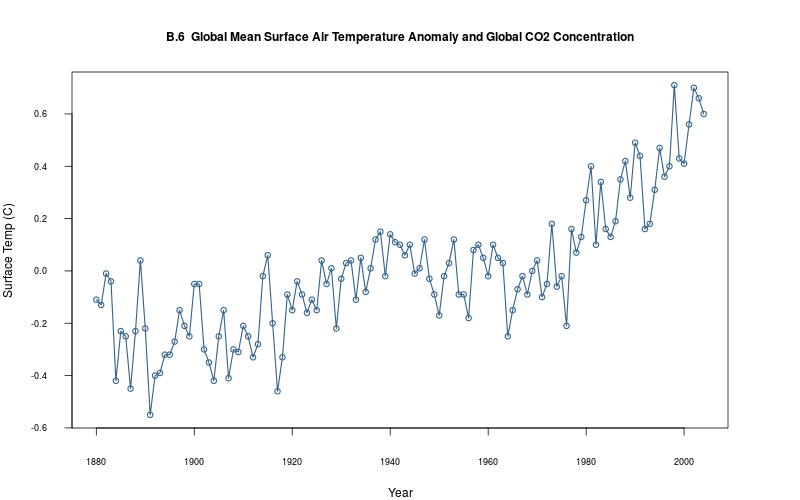 B.6 Global Mean Surface Air Temperature Anomaly and Global CO2 Concentration
Surface Temp (C)
0.6
0.4
0.2
0.0
-0.2
-0.4
-0.6
1880 1900 1920 1940 1960 1980 2000
Year